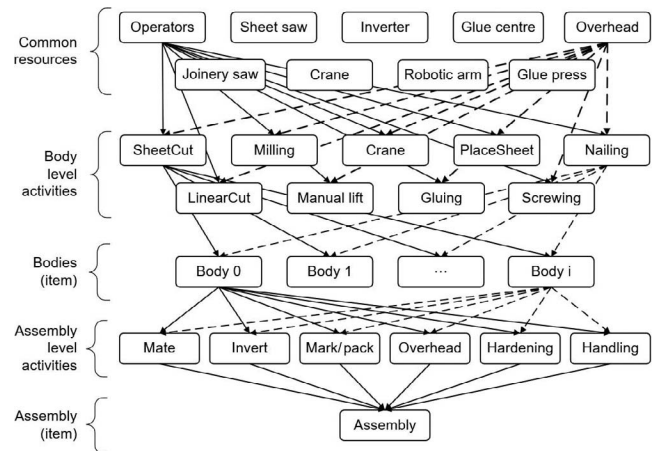 Common
resources
Operators
Sheet saw
Inverter
Glue centre
Overhead
Joinery saw
Crane
Robotic arm
Glue press
Body
level
activities
SheetCut
Milling
Crane
PlaceSheet
Nailing
LinearCut
Manual lift
Gluing
Screwing
Bodies
(item)
Body 0
Body 1
...
Body i
Assembly
level
activities
Mate
Invert
Mark/pack
Overhead
Hardening
Handling
Assembly
(item)
Assembly